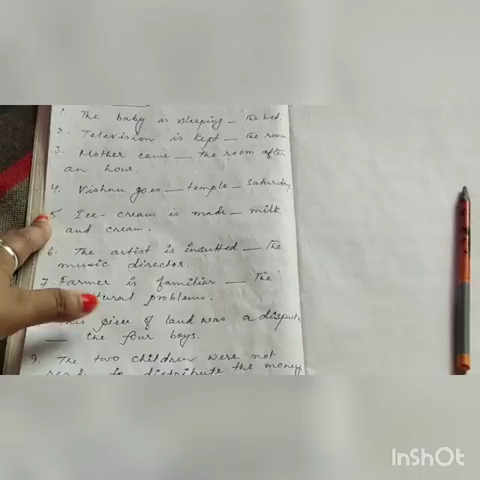 1. The baby is sleeping _ the bed.
2. Television is kept _ the room
3. Mother came _ the room after
an hour.
4. Vishnu goes _ temple _ Saturday
5. Ice-cream is made _ milk
and cream.
6. The artist is insulted _ the
music director.
7. Farmer is familiar _ the
problems.
piece of land was a dispute
_ the four boys.
9. The two children were not
ready to distribute the money
InShOt